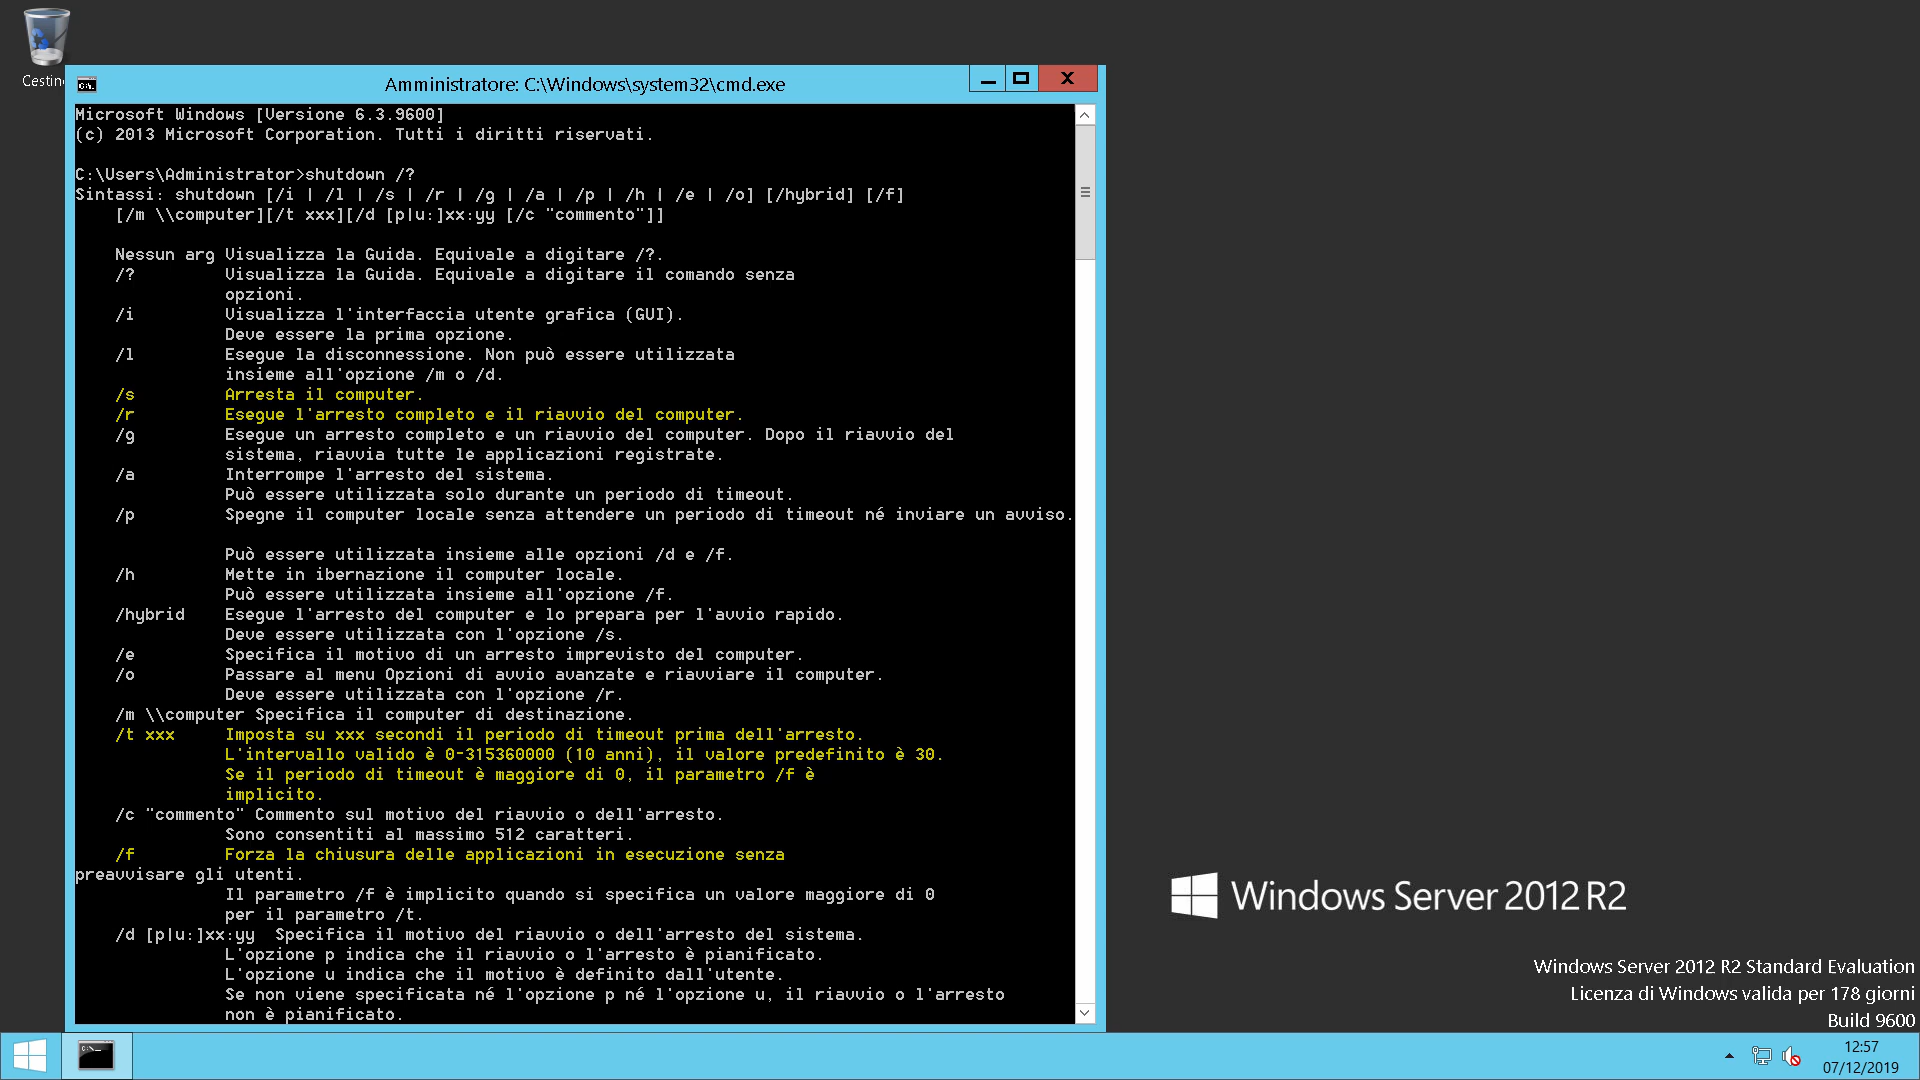 Cestino
Amministratore: C:\Windows\system32\cmd.exe
Microsoft Windows [Versione 6.3.9600]
(c) 2013 Microsoft Corporation. Tutti i diritti riservati.
C:\Users\Administrator>shutdown /?
Sintassi: shutdown [/i | /l | /s | /r | /g | /a | /p | /h | /e | /o] [/hybrid] [/f]
[/m \\computer][/t xxx][/d [p|u:]xx:yy [/c "commento"]]
Nessun arg Visualizza la Guida. Equivale a digitare /?.
/? Visualizza la Guida. Equivale a digitare il comando senza
opzioni.
/i Visualizza l'interfaccia utente grafica (GUI).
Deve essere la prima opzione.
/l Esegue la disconnessione. Non può essere utilizzata
insieme all'opzione /m o /d.
/s Arresta il computer.
/r Esegue l'arresto completo e il riavvio del computer.
/g Esegue un arresto completo e un riavvio del computer. Dopo il riavvio del
sistema, riavvia tutte le applicazioni registrate.
/a Interrompe l'arresto del sistema.
Può essere utilizzata solo durante un periodo di timeout.
/p Spegne il computer locale senza attendere un periodo di timeout né inviare un avviso.
Può essere utilizzata insieme alle opzioni /d e /f.
/h Mette in ibernazione il computer locale.
Può essere utilizzata insieme all'opzione /f.
/hybrid Esegue l'arresto del computer e lo prepara per l'avvio rapido.
Deve essere utilizzata con l'opzione /s.
/e Specifica il motivo di un arresto imprevisto del computer.
/o Passare al menu Opzioni di avvio avanzate e riavviare il computer.
Deve essere utilizzata con l'opzione /r.
/m \\computer Specifica il computer di destinazione.
/t xxx Imposta su xxx secondi il periodo di timeout prima dell'arresto.
L'intervallo valido è 0-315360000 (10 anni), il valore predefinito è 30.
Se il periodo di timeout è maggiore di 0, il parametro /f è
implicito.
/c "commento" Commento sul motivo del riavvio o dell'arresto.
Sono consentiti al massimo 512 caratteri.
/f Forza la chiusura delle applicazioni in esecuzione senza
preavvisare gli utenti.
Il parametro /f è implicito quando si specifica un valore maggiore di 0
per il parametro /t.
/d [p|u:]xx:yy Specifica il motivo del riavvio o dell'arresto del sistema.
L'opzione p indica che il riavvio o l'arresto è pianificato.
L'opzione u indica che il motivo è definito dall'utente.
Se non viene specificata né l'opzione p né l'opzione u, il riavvio o l'arresto
non è pianificato.
Windows Server 2012 R2
Windows Server 2012 R2 Standard Evaluation
Licenza di Windows valida per 178 giorni
Build 9600
12:57
07/12/2019